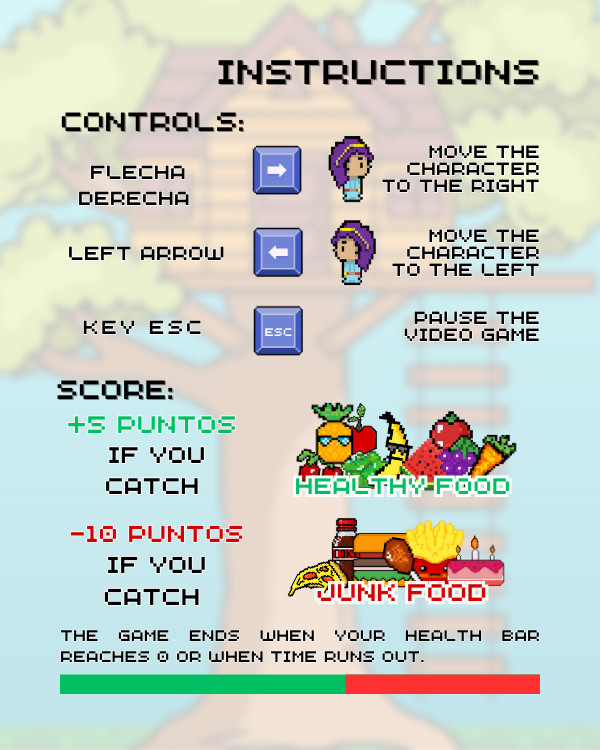 INSTRUCTIONS
CONTROLS:
FLECHA
DERECHA
MOVE THE
CHARACTER
TO THE RIGHT
LEFT ARROW
MOVE THE
CHARACTER
TO THE LEFT
KEY ESC
ESC
PAUSE THE
VIDEO GAME
SCORE:
+5 PUNTOS
IF YOU
CATCH
HEALTHY FOOD
-10 PUNTOS
IF YOU
CATCH
JUNK FOOD
THE GAME ENDS WHEN YOUR HEALTH BAR
REACHES 0 OR WHEN TIME RUNS OUT.